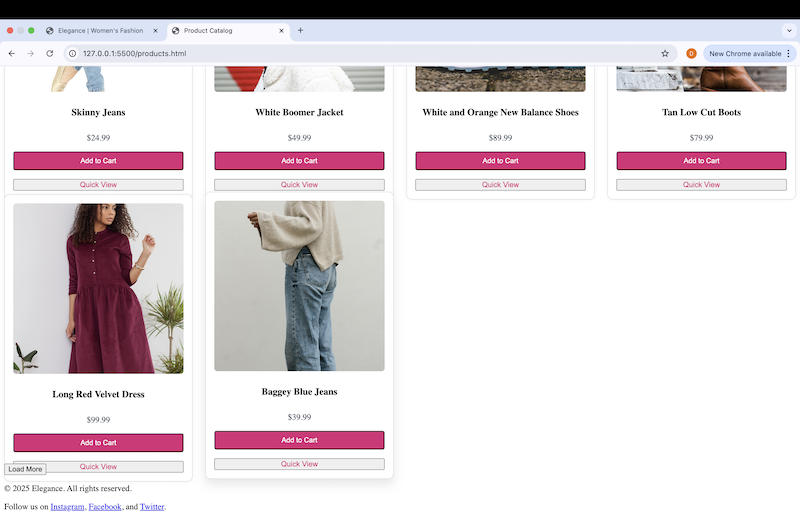 Elegance | Women's Fashion
Product Catalog
127.0.0.1:5500/products.html
D
New Chrome available
Skinny Jeans
White Boomer Jacket
White and Orange New Balance Shoes
Tan Low Cut Boots
$24.99
$49.99
$89.99
$79.99
Add to Cart
Add to Cart
Add to Cart
Add to Cart
Quick View
Quick View
Quick View
Quick View
Long Red Velvet Dress
Baggey Blue Jeans
$99.99
$39.99
Add to Cart
Add to Cart
Quick View
Quick View
Load More
© 2025 Elegance. All rights reserved.
Follow us on Instagram, Facebook, and Twitter.